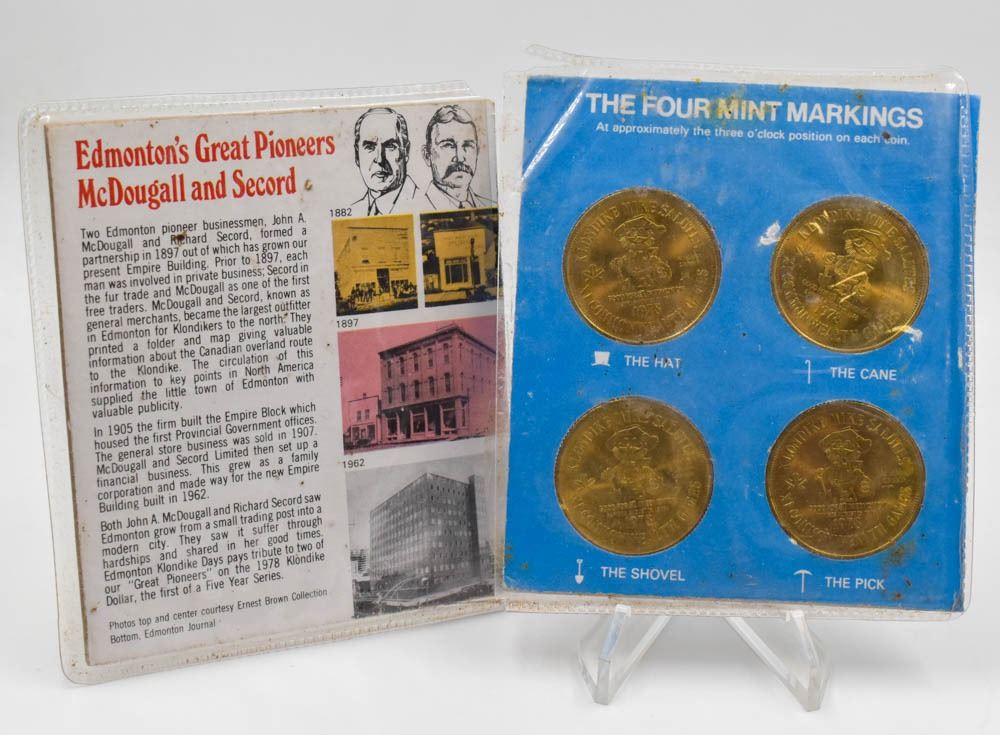 Edmonton's Great Pioneers
McDougall and Secord
Two Edmonton pioneer businessmen, John A.
McDougall and Richard Secord, formed a
partnership in 1897 out of which has grown our
present Empire Building. Prior to 1897, each
man was involved in private business; Secord in
the fur trade and McDougall as one of the first
free traders. McDougall and Secord, known as
general merchants, became the largest outfitter
in Edmonton for Klondikers to the north. They
printed a folder and map giving valuable
information about the Canadian overland route
to the Klondike. The circulation of this
information to key points in North America
supplied the little town of Edmonton with
valuable publicity.
In 1905 the firm built the Empire Block which
housed the first Provincial Government offices.
The general store business was sold in 1907.
McDougall and Secord Limited then set up a
financial business. This grew as a family
corporation and made way for the new Empire
Building built in 1962.
Both John A. McDougall and Richard Secord saw
Edmonton grow from a small trading post into a
modern city. They saw it suffer through
hardships and shared in her good times.
Edmonton Klondike Days pays tribute to two of
our "Great Pioneers" on the 1978 Klondike
Dollar, the first of a Five Year Series.
Photos top and center courtesy Ernest Brown Collection
Bottom, Edmonton Journal
1882
1897
1962
THE FOUR MINT MARKINGS
At approximately the three o'clock position on each coin.
KLONDIKE MIKE SALUTES
KLONDIKE MIKE SALUTES
THE HAT
THE CANE
KLONDIKE MIKE SALUTES
KLONDIKE MIKE SALUTES
THE SHOVEL
THE PICK